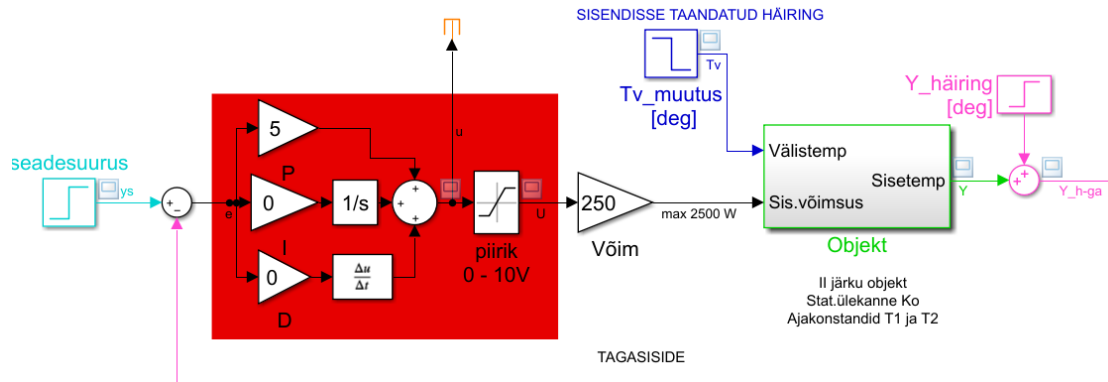 SISENDISSE TAANDATUD HÄIRING
Tv
Tv_muutus
[deg]
Y_häiring
[deg]
seadesuurus
ys
+
-
e
5
P
0
I
1/s
0
D
Δu
Δt
+
+
+
u
piirik
0 - 10V
U
250
Võim
max 2500 W
Välistemp
Sis.võimsus
Sisetemp
Objekt
Y
+
+
Y_h-ga
II järku objekt
Stat.ülekanne Ko
Ajakonstandid T1 ja T2
TAGASISIDE